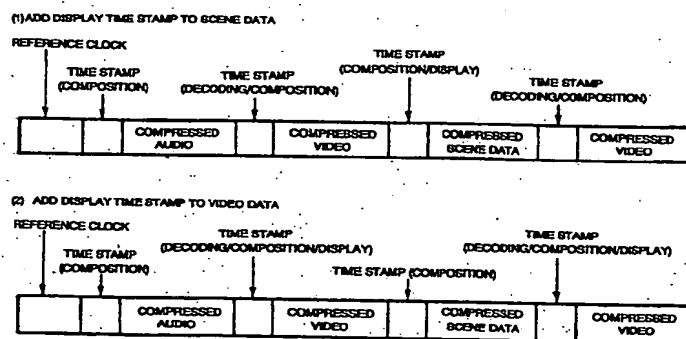 (1)ADD DISPLAY TIME STAMP TO SCENE DATA
REFERENCE CLOCK
TIME STAMP
(COMPOSITION)
TIME STAMP
(DECODING/COMPOSITION)
TIME STAMP
(COMPOSITION/DISPLAY)
TIME STAMP
(DECODING/COMPOSITION)
COMPRESSED
AUDIO
COMPRESSED
VIDEO
COMPRESSED
SCENE DATA
COMPRESSED
VIDEO
(2) ADD DISPLAY TIME STAMP TO VIDEO DATA
REFERENCE CLOCK
TIME STAMP
(COMPOSITION)
TIME STAMP
(DECODING/COMPOSITION/DISPLAY)
TIME STAMP (COMPOSITION)
TIME STAMP
(DECODING/COMPOSITION/DISPLAY)
COMPRESSED
AUDIO
COMPRESSED
VIDEO
COMPRESSED
SCENE DATA
COMPRESSED
VIDEO